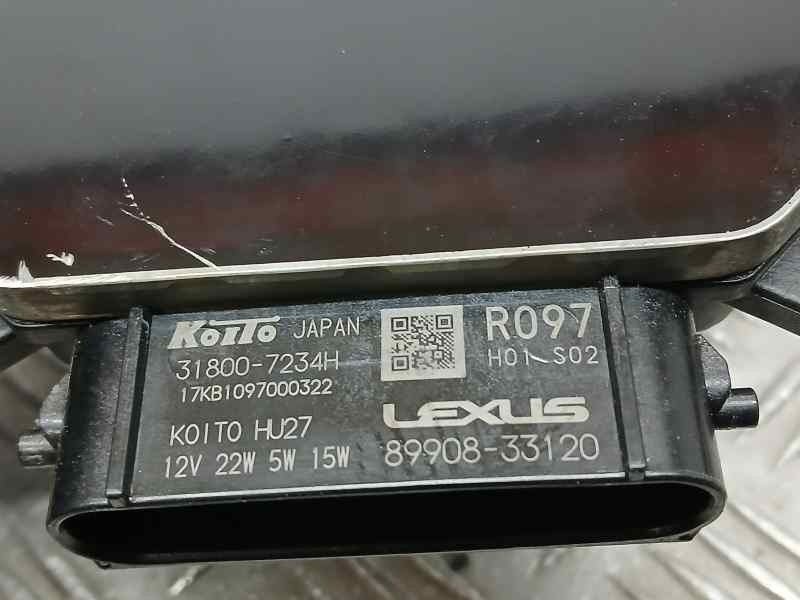 KOITO JAPAN
31800-7234H
17KB1097000322
KOITO HU27
12V 22W 5W 15W
R097
H01 S02
LEXUS
89908-33120